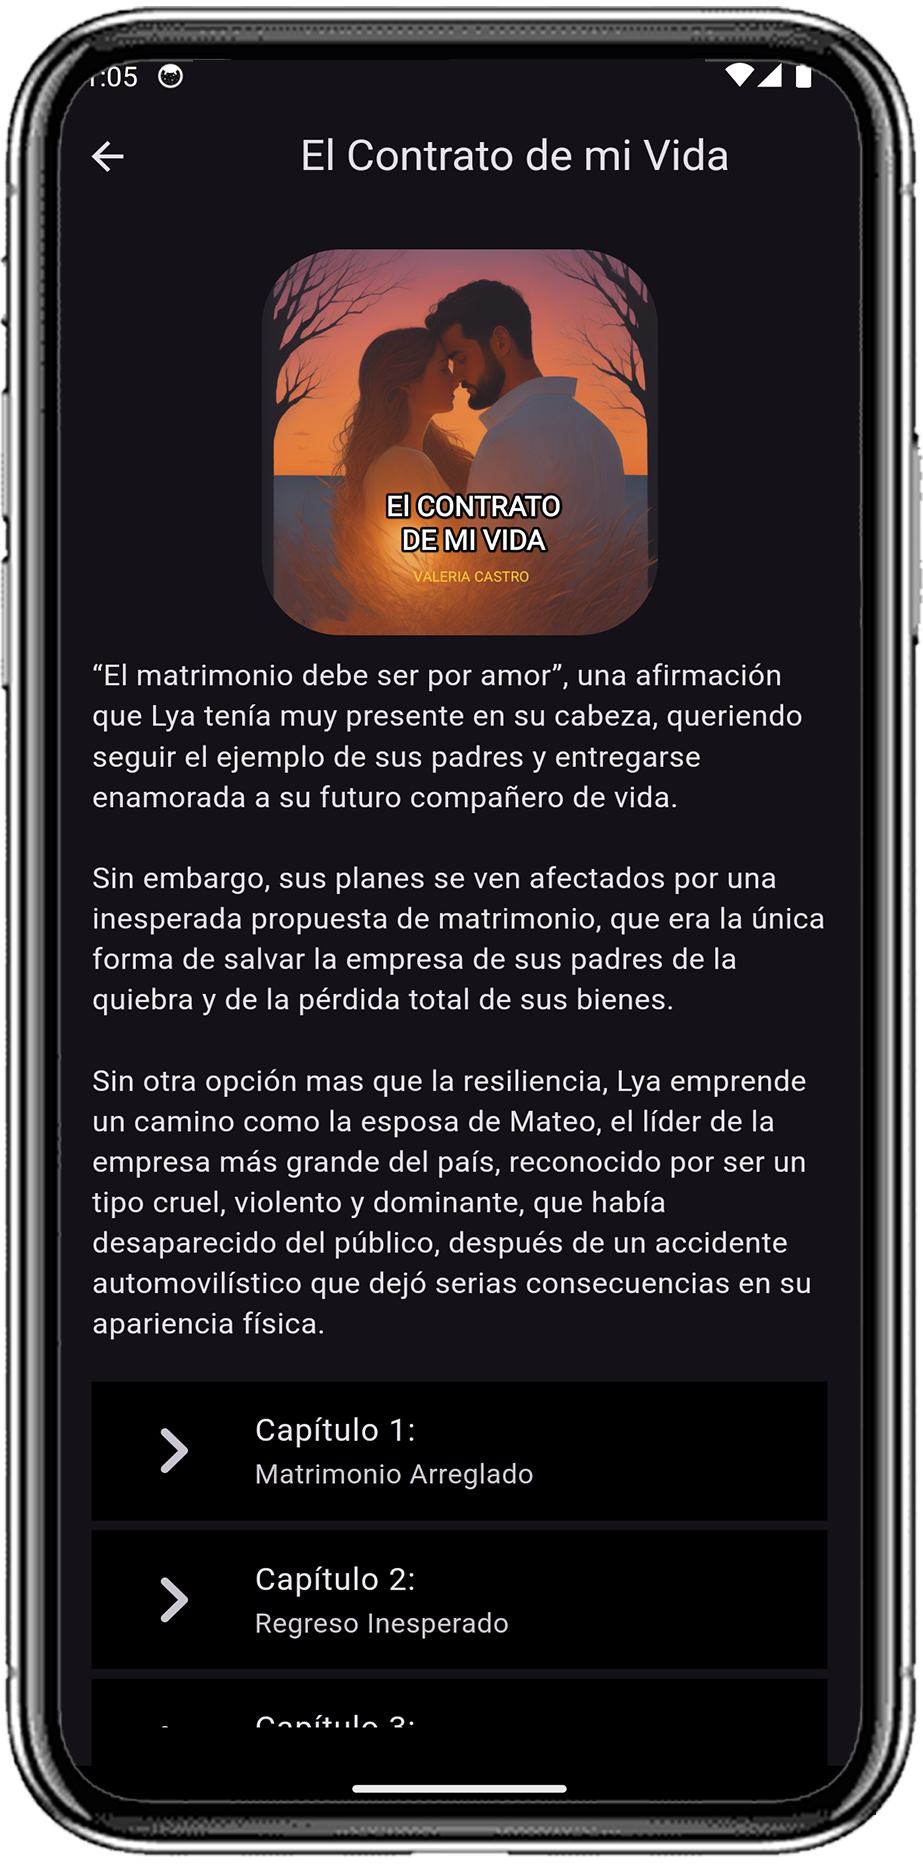 :05
El Contrato de mi Vida
El CONTRATO
DE MI VIDA
VALERIA CASTRO
“El matrimonio debe ser por amor”, una afirmación
que Lya tenía muy presente en su cabeza, queriendo
seguir el ejemplo de sus padres y entregarse
enamorada a su futuro compañero de vida.
Sin embargo, sus planes se ven afectados por una
inesperada propuesta de matrimonio, que era la única
forma de salvar la empresa de sus padres de la
quiebra y de la pérdida total de sus bienes.
Sin otra opción mas que la resiliencia, Lya emprende
un camino como la esposa de Mateo, el líder de la
empresa más grande del país, reconocido por ser un
tipo cruel, violento y dominante, que había
desaparecido del público, después de un accidente
automovilístico que dejó serias consecuencias en su
apariencia física.
Capítulo 1:
Matrimonio Arreglado
Capítulo 2:
Regreso Inesperado
Capítulo 3: